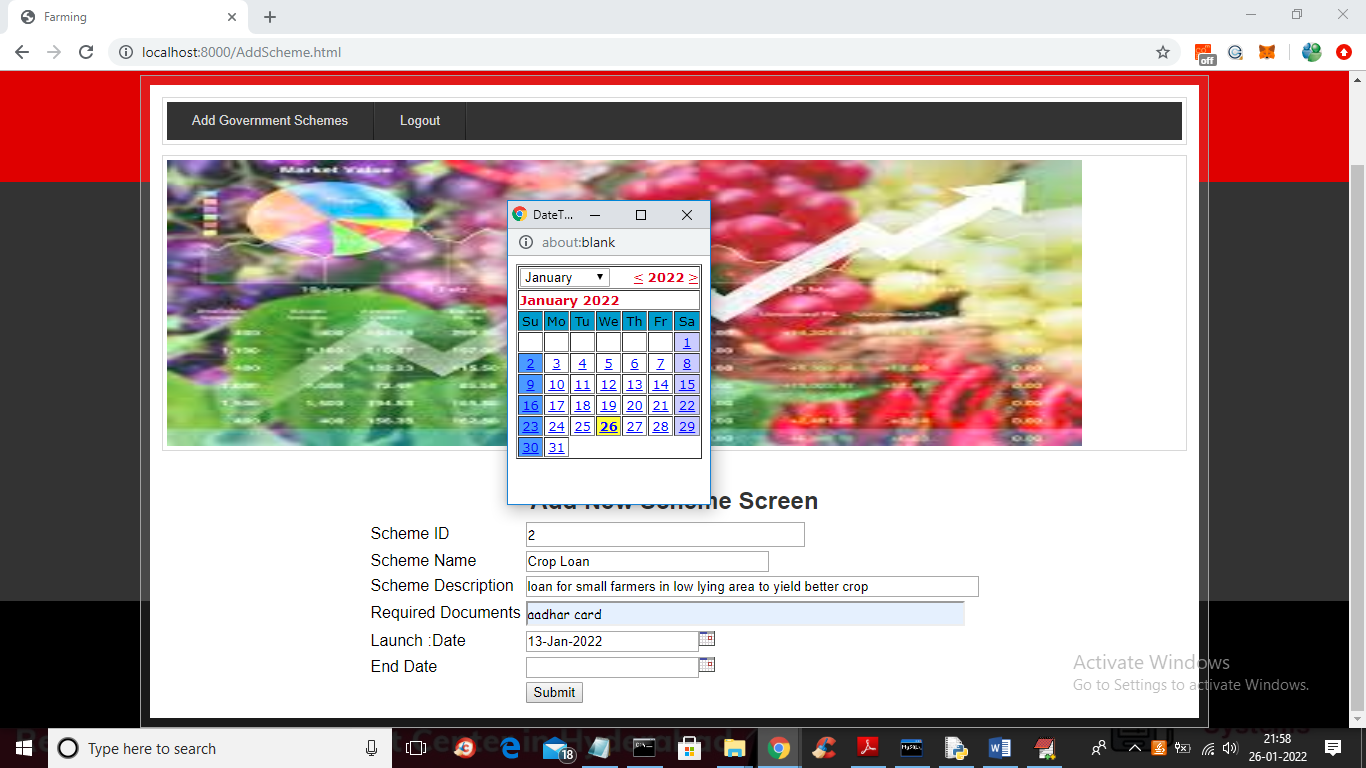 Farming
localhost:8000/AddScheme.html
off
Add Government Schemes Logout
Market Value
DateT...
about:blank
January < 2022 >
January 2022
Su Mo Tu We Th Fr Sa
1
2 3 4 5 6 7 8
9 10 11 12 13 14 15
16 17 18 19 20 21 22
23 24 25 26 27 28 29
30 31
Add New Scheme Screen
Scheme ID 2
Scheme Name Crop Loan
Scheme Description loan for small farmers in low lying area to yield better crop
Required Documents aadhar card
Launch :Date 13-Jan-2022
End Date
Submit
Activate Windows
Go to Settings to activate Windows.
Type here to search
18
21:58
26-01-2022